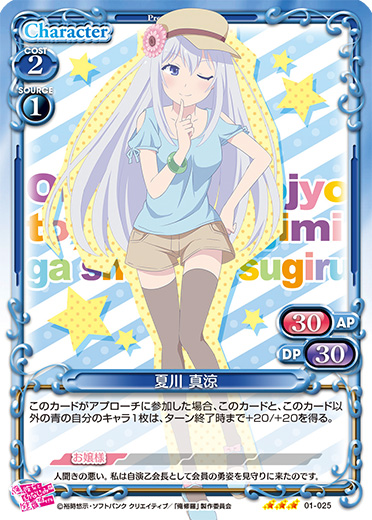 Character
COST
2
SOURCE
1
30 AP
DP 30
夏川 真涼
このカードがアプローチに参加した場合、このカードと、このカード以
外の青の自分のキャラ1枚は、ターン終了時まで+20/+20を得る。
お嬢様
人聞きの悪い。私は自演乙会長として会員の勇姿を見守りに来たのです。
©裕時悠示・ソフトバンク クリエイティブ/「俺修羅」製作委員会
01-025